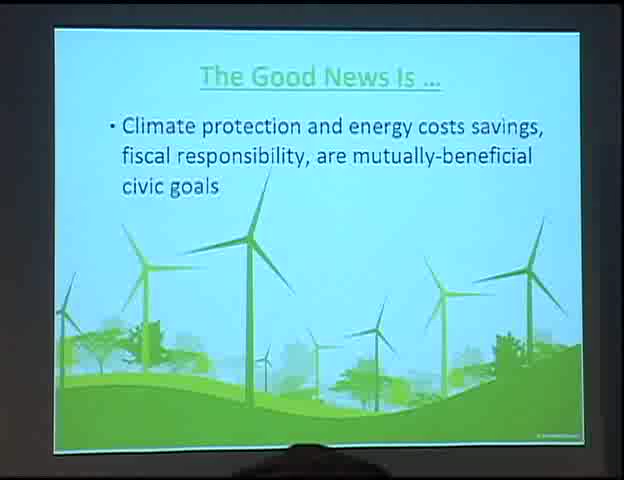 The Good News Is ...
• Climate protection and energy costs savings,
fiscal responsibility, are mutually-beneficial
civic goals